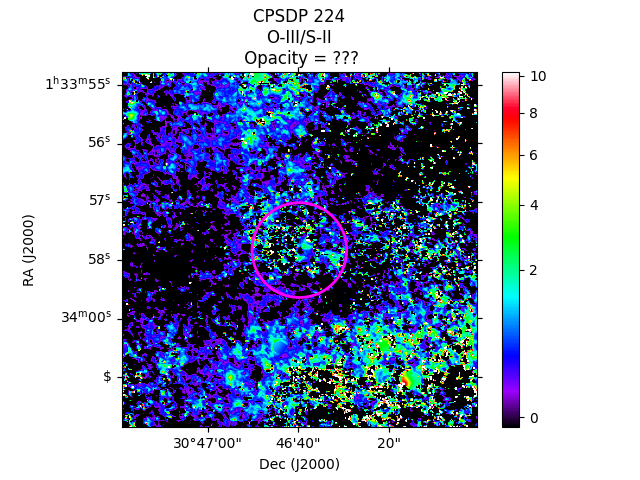 CPSDP 224
O-III/S-II
Opacity = ???
1ʰ33ᵐ55ˢ
56ˢ
57ˢ
58ˢ
34ᵐ00ˢ
$
RA (J2000)
30°47'00" 46'40" 20"
Dec (J2000)
10
8
6
4
2
0